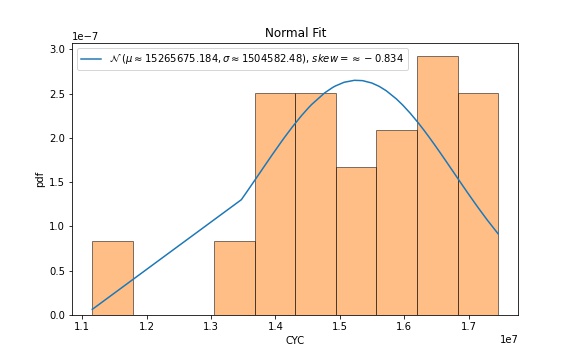 Normal Fit
1e−7
𝒩(μ ≈ 15265675.184, σ ≈ 1504582.48), skew = ≈ −0.834
3.0
2.5
2.0
1.5
1.0
0.5
0.0
pdf
1.1 1.2 1.3 1.4 1.5 1.6 1.7
1e7
CYC